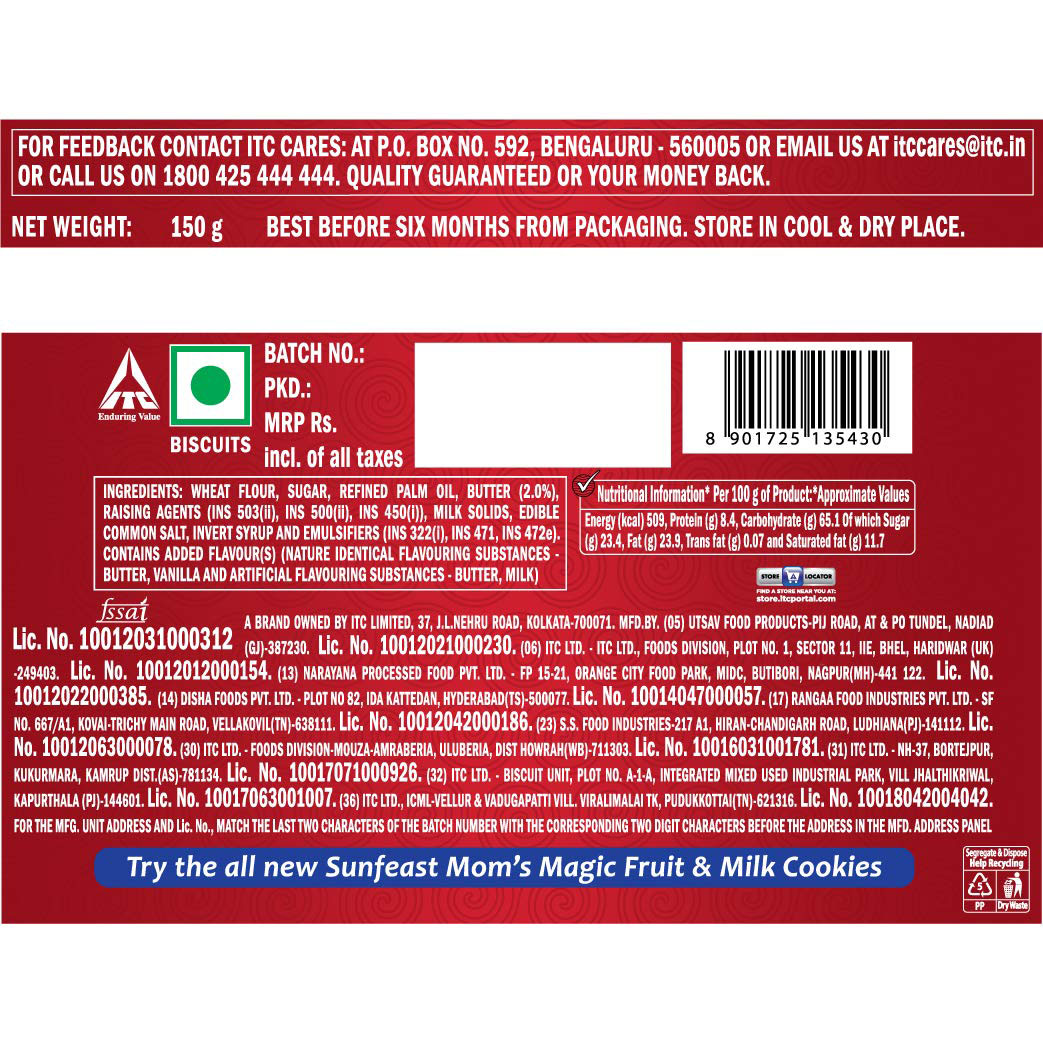 FOR FEEDBACK CONTACT ITC CARES: AT P.O. BOX NO. 592, BENGALURU - 560005 OR EMAIL US AT itccares@itc.in
OR CALL US ON 1800 425 444 444. QUALITY GUARANTEED OR YOUR MONEY BACK.
NET WEIGHT: 150 g BEST BEFORE SIX MONTHS FROM PACKAGING. STORE IN COOL & DRY PLACE.
ITC
Enduring Value
BISCUITS
BATCH NO.:
PKD.:
MRP Rs.
incl. of all taxes
8 901725 135430
INGREDIENTS: WHEAT FLOUR, SUGAR, REFINED PALM OIL, BUTTER (2.0%),
RAISING AGENTS (INS 503(ii), INS 500(ii), INS 450(i)), MILK SOLIDS, EDIBLE
COMMON SALT, INVERT SYRUP AND EMULSIFIERS (INS 322(i), INS 471, INS 472e).
CONTAINS ADDED FLAVOUR(S) (NATURE IDENTICAL FLAVOURING SUBSTANCES -
BUTTER, VANILLA AND ARTIFICIAL FLAVOURING SUBSTANCES - BUTTER, MILK)
Nutritional Information* Per 100 g of Product:*Approximate Values
Energy (kcal) 509, Protein (g) 8.4, Carbohydrate (g) 65.1 Of which Sugar
(g) 23.4, Fat (g) 23.9, Trans fat (g) 0.07 and Saturated fat (g) 11.7
STORE LOCATOR
FIND A STORE NEAR YOU AT:
store.itcportal.com
fssai
Lic. No. 10012031000312 A BRAND OWNED BY ITC LIMITED, 37, J.L.NEHRU ROAD, KOLKATA-700071. MFD.BY. (05) UTSAV FOOD PRODUCTS-PIJ ROAD, AT & PO TUNDEL, NADIAD
(GJ)-387230. Lic. No. 10012021000230. (06) ITC LTD. - ITC LTD., FOODS DIVISION, PLOT NO. 1, SECTOR 11, IIE, BHEL, HARIDWAR (UK)
-249403. Lic. No. 10012012000154. (13) NARAYANA PROCESSED FOOD PVT. LTD. - FP 15-21, ORANGE CITY FOOD PARK, MIDC, BUTIBORI, NAGPUR(MH)-441 122. Lic. No.
10012022000385. (14) DISHA FOODS PVT. LTD. - PLOT NO 82, IDA KATTEDAN, HYDERABAD(TS)-500077. Lic. No. 10014047000057. (17) RANGAA FOOD INDUSTRIES PVT. LTD. - SF
NO. 667/A1, KOVAI-TRICHY MAIN ROAD, VELLAKOVIL(TN)-638111. Lic. No. 10012042000186. (23) S.S. FOOD INDUSTRIES-217 A1, HIRAN-CHANDIGARH ROAD, LUDHIANA(PJ)-141112. Lic.
No. 10012063000078. (30) ITC LTD. - FOODS DIVISION-MOUZA-AMRABERIA, ULUBERIA, DIST HOWRAH(WB)-711303. Lic. No. 10016031001781. (31) ITC LTD. - NH-37, BORTEJPUR,
KUKURMARA, KAMRUP DIST.(AS)-781134. Lic. No. 10017071000926. (32) ITC LTD. - BISCUIT UNIT, PLOT NO. A-1-A, INTEGRATED MIXED USED INDUSTRIAL PARK, VILL JHALTHIKRIWAL,
KAPURTHALA (PJ)-144601. Lic. No. 10017063001007. (36) ITC LTD., ICML-VELLUR & VADUGAPATTI VILL. VIRALIMALAI TK, PUDUKKOTTAI(TN)-621316. Lic. No. 10018042004042.
FOR THE MFG. UNIT ADDRESS AND Lic. No., MATCH THE LAST TWO CHARACTERS OF THE BATCH NUMBER WITH THE CORRESPONDING TWO DIGIT CHARACTERS BEFORE THE ADDRESS IN THE MFD. ADDRESS PANEL
Try the all new Sunfeast Mom's Magic Fruit & Milk Cookies
Segregate & Dispose
Help Recycling
5
PP
Dry Waste